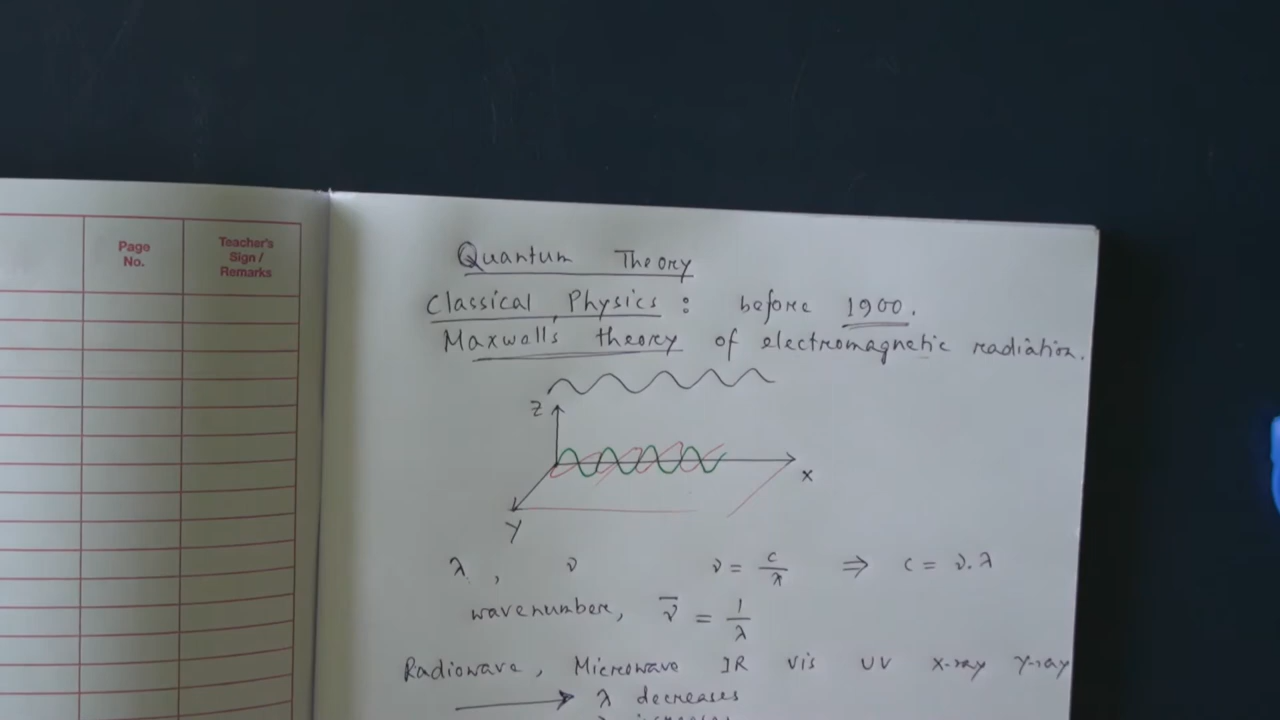 Page
No.
Teacher's
Sign /
Remarks
Quantum Theory
Classical Physics : before 1900.
Maxwells theory of electromagnetic radiation.
Z
X
Y
λ , ν ν = c/λ ⇒ c = ν.λ
wavenumber, ν̅ = 1/λ
Radiowave, Microwave IR Vis UV X-ray γ-ray
⟶ λ decreases